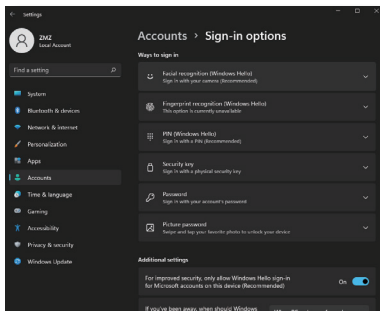 Settings
ZMZ
Local Account
Find a setting
System
Bluetooth & devices
Network & internet
Personalization
Apps
Accounts
Time & language
Gaming
Accessibility
Privacy & security
Windows Update
Accounts > Sign-in options
Ways to sign in
Facial recognition (Windows Hello)
Sign in with your camera (Recommended)
Fingerprint recognition (Windows Hello)
This option is currently unavailable
PIN (Windows Hello)
Sign in with a PIN (Recommended)
Security key
Sign in with a physical security key
Password
Sign in with your account's password
Picture password
Swipe and tap your favorite photo to unlock your device
Additional settings
For improved security, only allow Windows Hello sign-in
for Microsoft accounts on this device (Recommended)
On
If you've been away, when should Windows